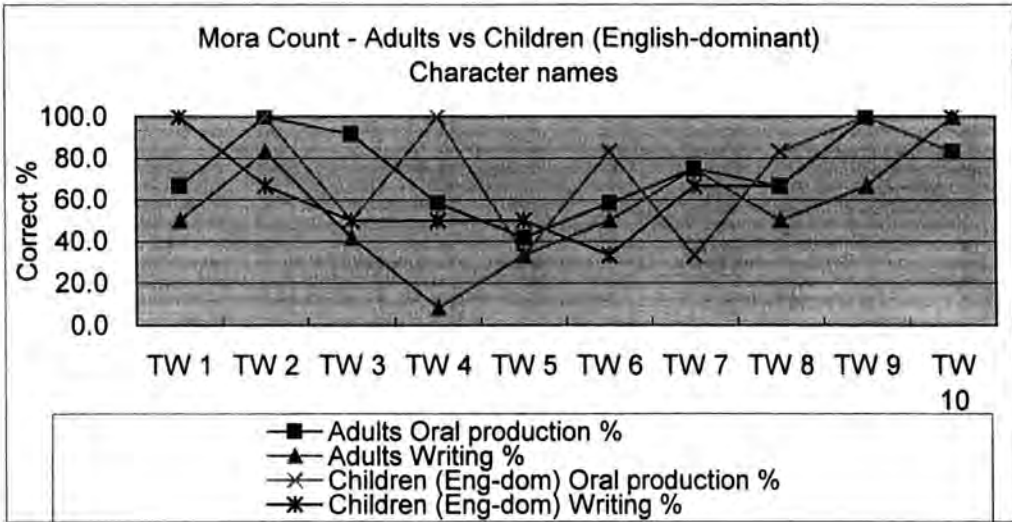 Mora Count - Adults vs Children (English-dominant)
Character names
Correct %
100.0
80.0
60.0
40.0
20.0
0.0
TW 1 TW 2 TW 3 TW 4 TW 5 TW 6 TW 7 TW 8 TW 9 TW 10
Adults Oral production %
Adults Writing %
Children (Eng-dom) Oral production %
Children (Eng-dom) Writing %